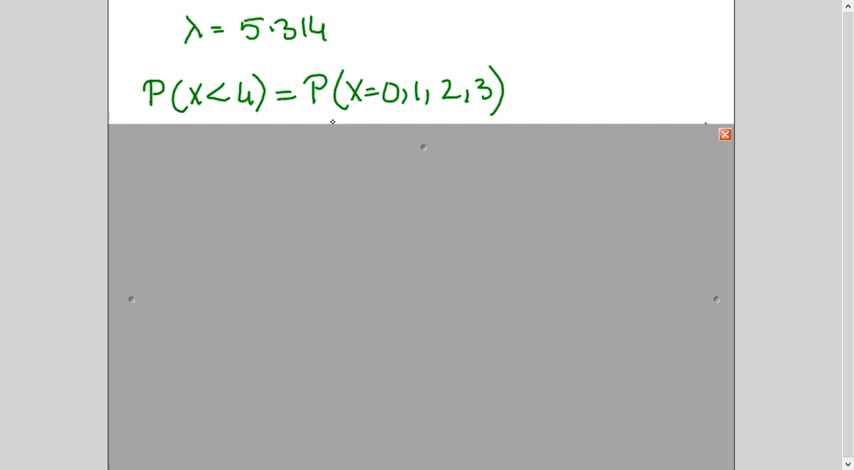 λ = 5·314
P(X<4) = P(X=0,1,2,3)